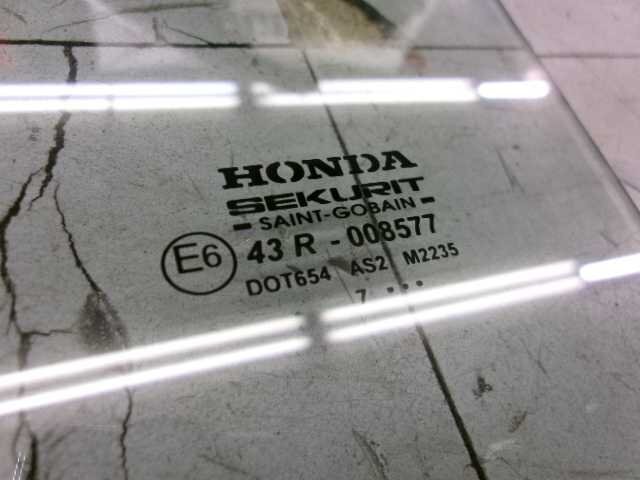 HONDA
SEKURIT
- SAINT-GOBAIN -
E6 43 R - 008577
DOT654 AS2 M2235
7 ...